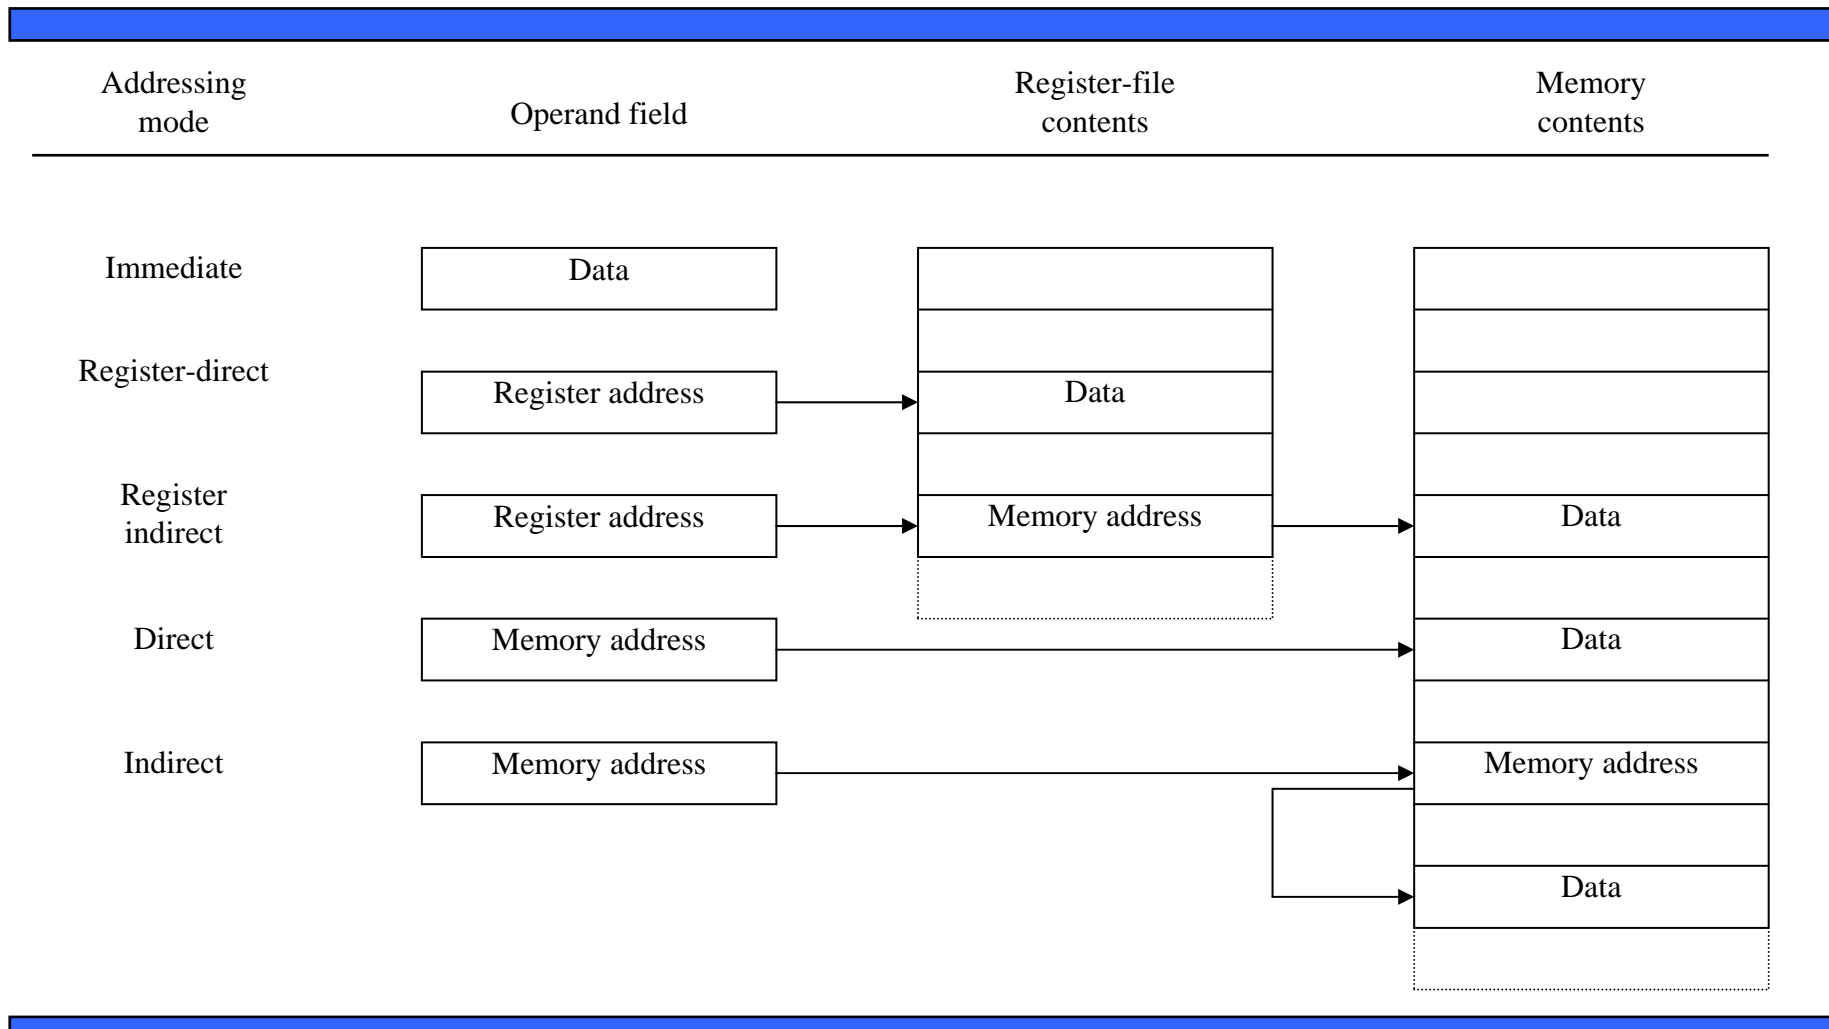 Addressing
mode
Operand field
Register-file
contents
Memory
contents
Immediate
Data
Register-direct
Register address
Data
Register
indirect
Register address
Memory address
Data
Direct
Memory address
Data
Indirect
Memory address
Memory address
Data